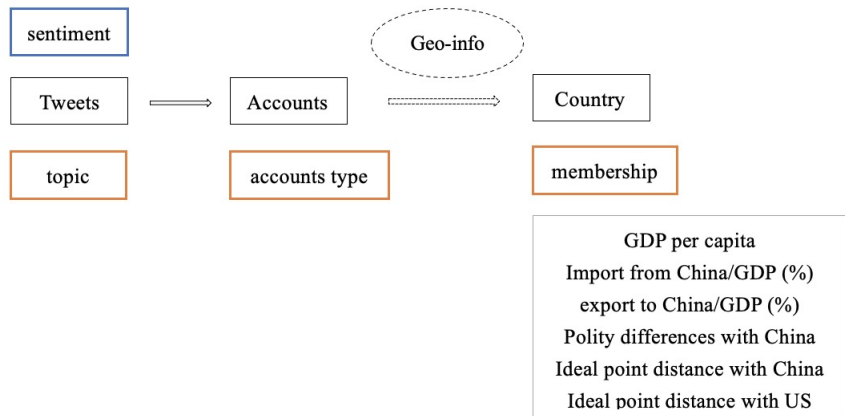 sentiment
Geo-info
Tweets
Accounts
Country
topic
accounts type
membership
GDP per capita
Import from China/GDP (%)
export to China/GDP (%)
Polity differences with China
Ideal point distance with China
Ideal point distance with US